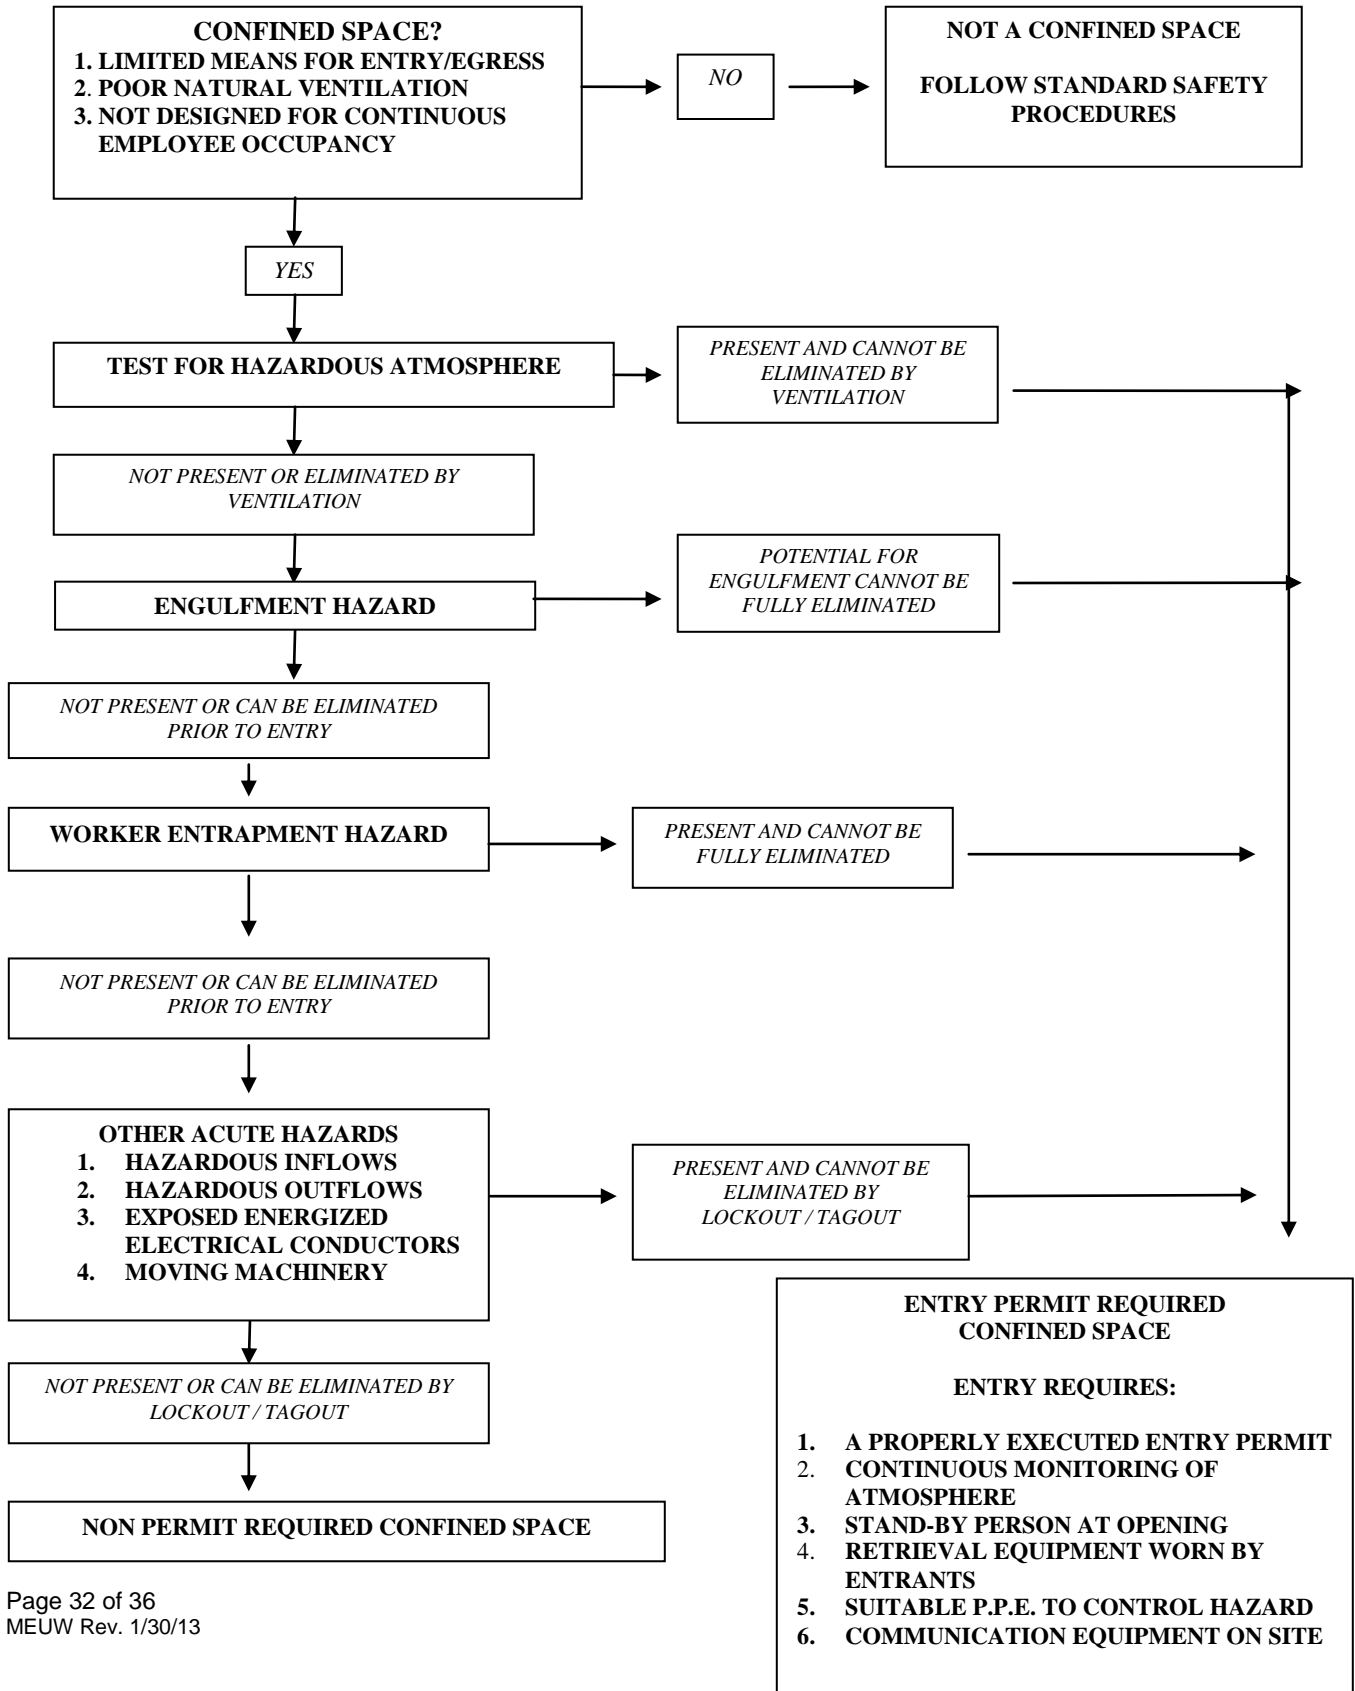 CONFINED SPACE?
1. LIMITED MEANS FOR ENTRY/EGRESS
2. POOR NATURAL VENTILATION
3. NOT DESIGNED FOR CONTINUOUS
EMPLOYEE OCCUPANCY
NO
NOT A CONFINED SPACE
FOLLOW STANDARD SAFETY
PROCEDURES
YES
TEST FOR HAZARDOUS ATMOSPHERE
PRESENT AND CANNOT BE
ELIMINATED BY
VENTILATION
NOT PRESENT OR ELIMINATED BY
VENTILATION
ENGULFMENT HAZARD
POTENTIAL FOR
ENGULFMENT CANNOT BE
FULLY ELIMINATED
NOT PRESENT OR CAN BE ELIMINATED
PRIOR TO ENTRY
WORKER ENTRAPMENT HAZARD
PRESENT AND CANNOT BE
FULLY ELIMINATED
NOT PRESENT OR CAN BE ELIMINATED
PRIOR TO ENTRY
OTHER ACUTE HAZARDS
1. HAZARDOUS INFLOWS
2. HAZARDOUS OUTFLOWS
3. EXPOSED ENERGIZED
ELECTRICAL CONDUCTORS
4. MOVING MACHINERY
PRESENT AND CANNOT BE
ELIMINATED BY
LOCKOUT / TAGOUT
NOT PRESENT OR CAN BE ELIMINATED BY
LOCKOUT / TAGOUT
NON PERMIT REQUIRED CONFINED SPACE
ENTRY PERMIT REQUIRED
CONFINED SPACE
ENTRY REQUIRES:
1. A PROPERLY EXECUTED ENTRY PERMIT
2. CONTINUOUS MONITORING OF
ATMOSPHERE
3. STAND-BY PERSON AT OPENING
4. RETRIEVAL EQUIPMENT WORN BY
ENTRANTS
5. SUITABLE P.P.E. TO CONTROL HAZARD
6. COMMUNICATION EQUIPMENT ON SITE
Page 32 of 36
MEUW Rev. 1/30/13